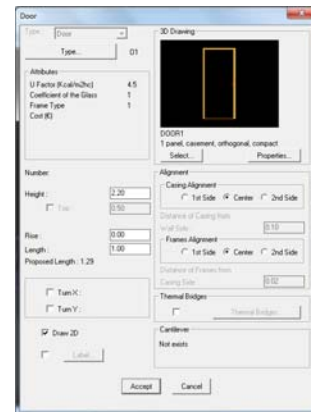 Door
Type: Door
Type... 01
Attributes
U Factor (Kcal/m2hc) 4.5
Coefficient of the Glass 1
Frame Type 1
Cost (€)
Number:
Height: 2.20
0.50
Rise: 0.00
Length: 1.00
Proposed Length: 1.29
Turn X:
Turn Y:
Draw 2D
Label...
3D Drawing
DOOR1
1 panel, casement, orthogonal, compact
Select... Properties...
Alignment
Casing Alignment
1st Side Center 2nd Side
Distance of Casing from
Wall Side: 0.10
Frames Alignment
1st Side Center 2nd Side
Distance of Frames from
Casing Side: 0.02
Thermal Bridges
Thermal Bridges
Cantilever
Not exists
Accept Cancel